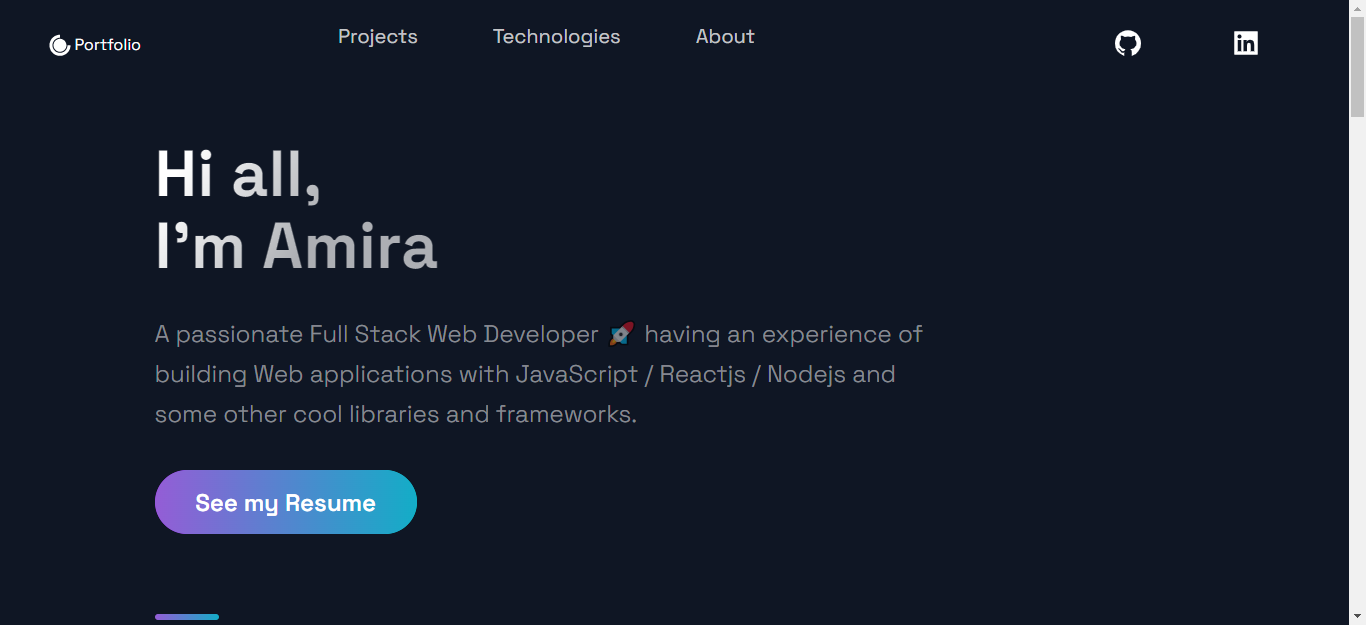 Portfolio
Projects
Technologies
About
Hi all,
I'm Amira
A passionate Full Stack Web Developer 🚀 having an experience of
building Web applications with JavaScript / Reactjs / Nodejs and
some other cool libraries and frameworks.
See my Resume